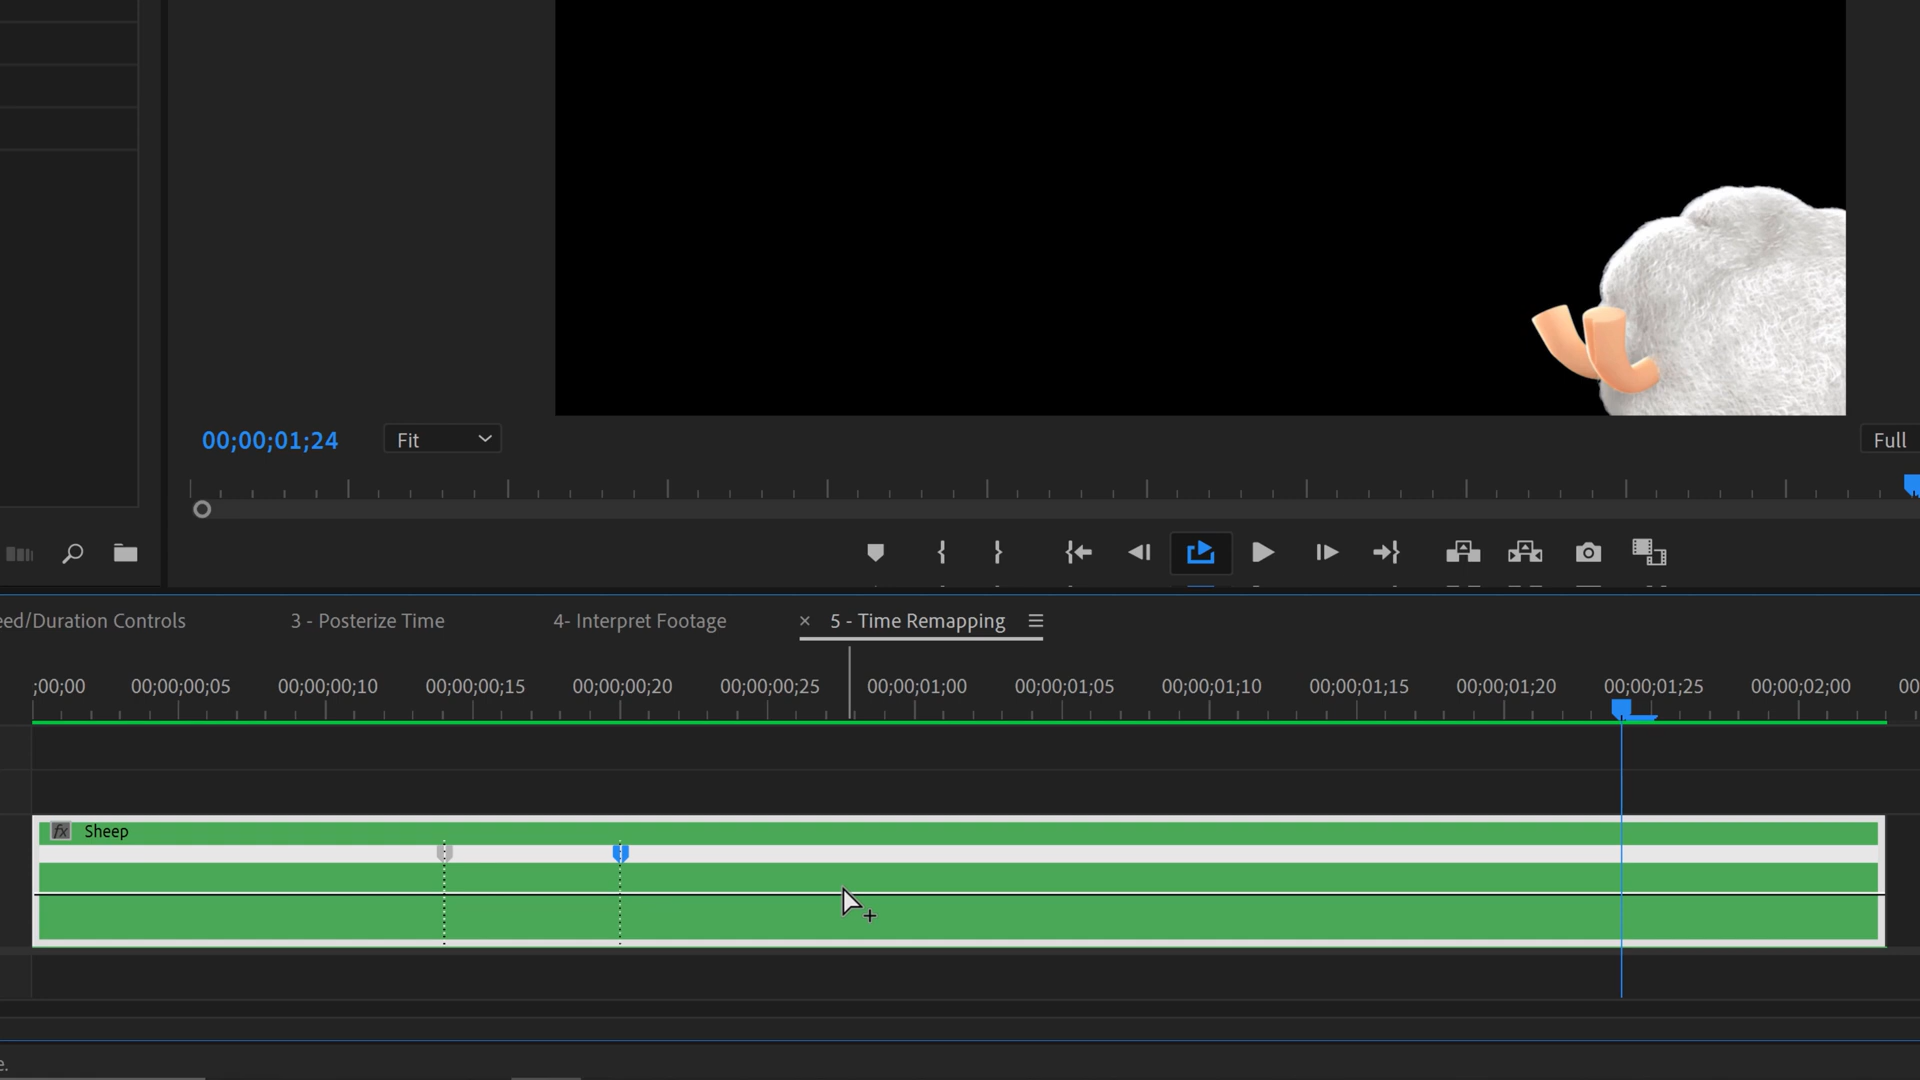 00;00;01;24
Fit
Full
eed/Duration Controls
3 - Posterize Time
4- Interpret Footage
× 5 - Time Remapping
;00;00
00;00;00;05
00;00;00;10
00;00;00;15
00;00;00;20
00;00;00;25
00;00;01;00
00;00;01;05
00;00;01;10
00;00;01;15
00;00;01;20
00;00;01;25
00;00;02;00
00
fx Sheep
e.